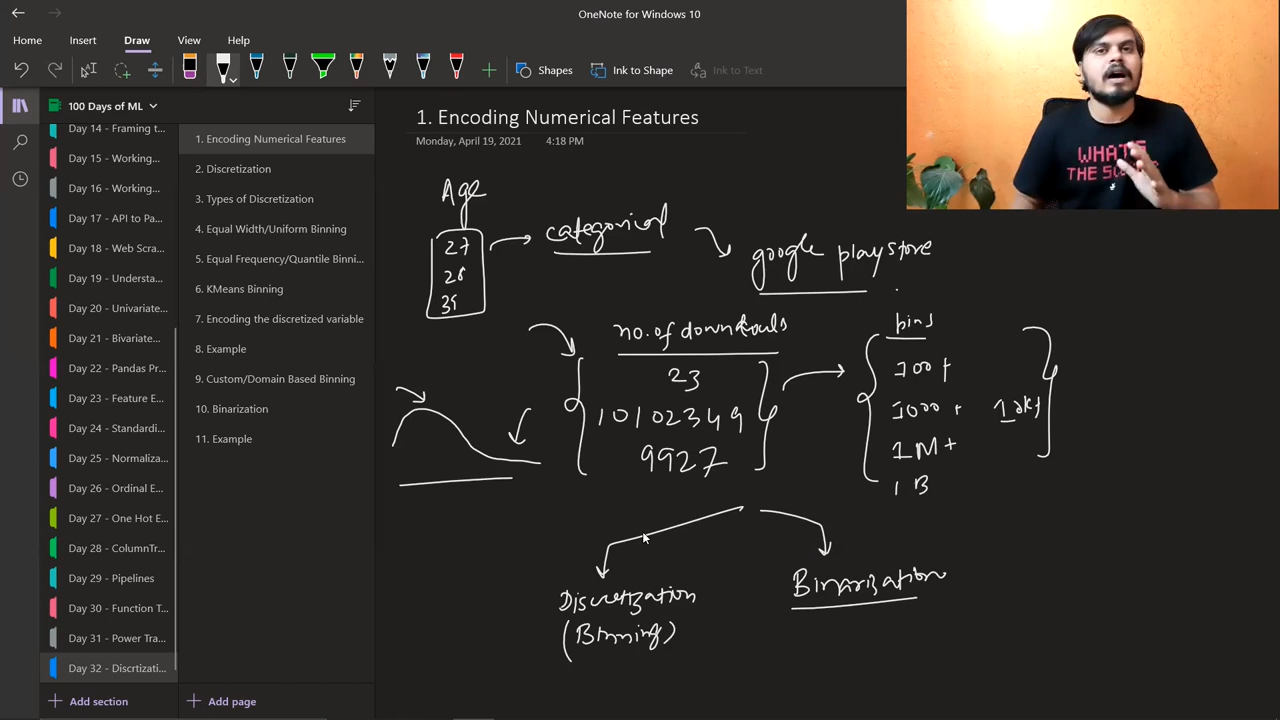 OneNote for Windows 10
Home Insert Draw View Help
Shapes Ink to Shape Ink to Text
100 Days of ML
Day 14 - Framing t...
Day 15 - Working...
Day 16 - Working...
Day 17 - API to Pa...
Day 18 - Web Scra...
Day 19 - Understa...
Day 20 - Univariate...
Day 21 - Bivariate...
Day 22 - Pandas Pr...
Day 23 - Feature E...
Day 24 - Standardi...
Day 25 - Normaliza...
Day 26 - Ordinal E...
Day 27 - One Hot E...
Day 28 - ColumnTr...
Day 29 - Pipelines
Day 30 - Function T...
Day 31 - Power Tra...
Day 32 - Discrtizati...
Add section
1. Encoding Numerical Features
2. Discretization
3. Types of Discretization
4. Equal Width/Uniform Binning
5. Equal Frequency/Quantile Binni...
6. KMeans Binning
7. Encoding the discretized variable
8. Example
9. Custom/Domain Based Binning
10. Binarization
11. Example
Add page
1. Encoding Numerical Features
Monday, April 19, 2021 4:18 PM
Age
27
categorical
google playstore
no. of downloads
bins
23
100+
10102349
1000+
9927
1M+
1 B
Discretization
(Binning)
Binarization
WHAT'S
THE